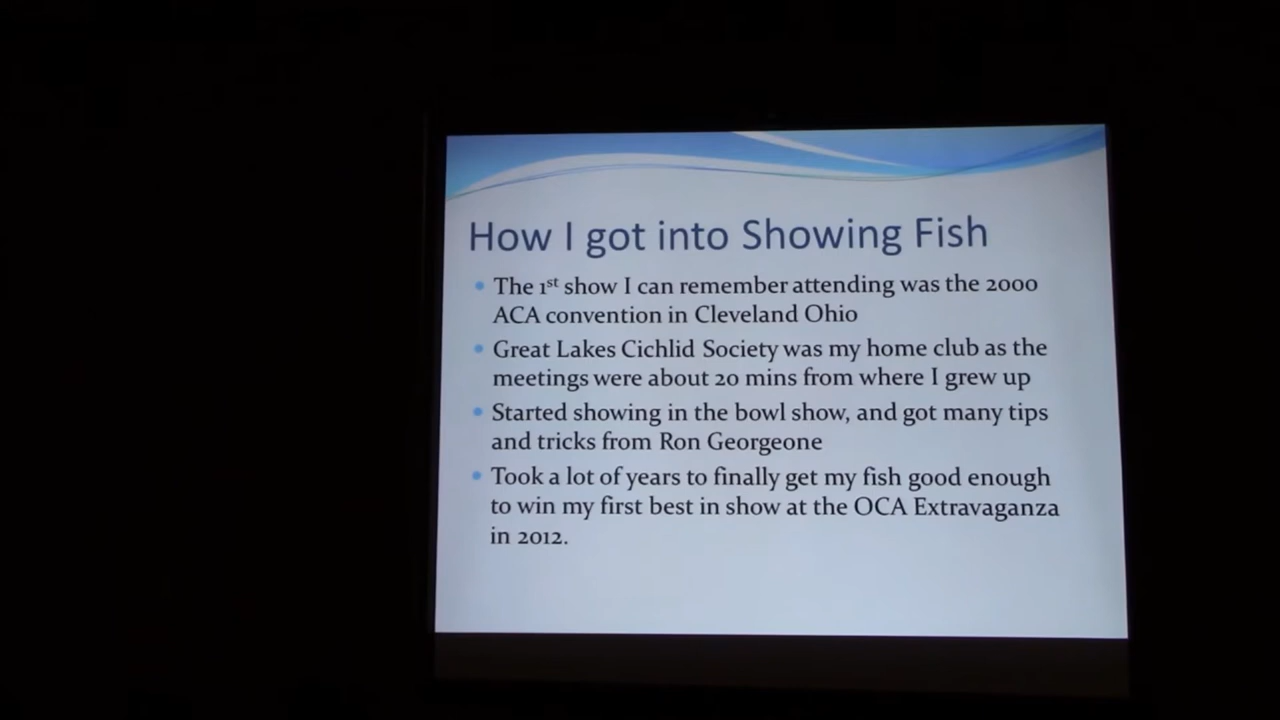 How I got into Showing Fish
• The 1st show I can remember attending was the 2000
ACA convention in Cleveland Ohio
• Great Lakes Cichlid Society was my home club as the
meetings were about 20 mins from where I grew up
• Started showing in the bowl show, and got many tips
and tricks from Ron Georgeone
• Took a lot of years to finally get my fish good enough
to win my first best in show at the OCA Extravaganza
in 2012.